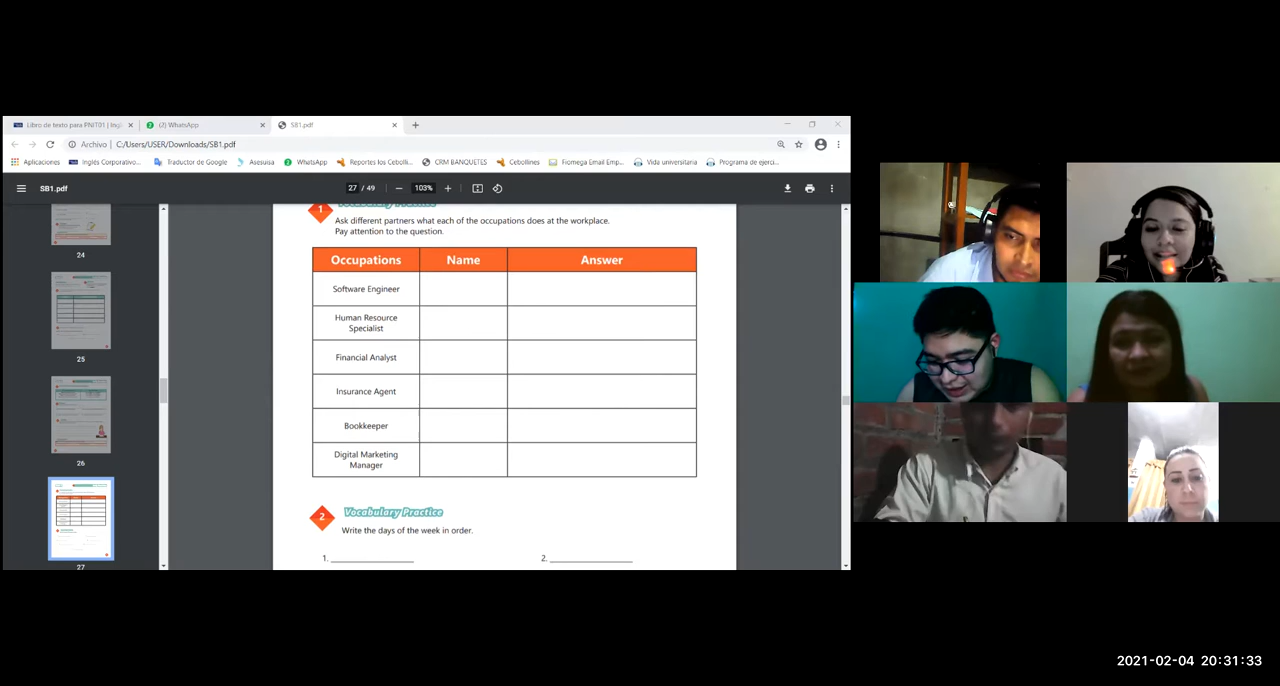 Libro de texto para PNIT01 | Ingl
(2) WhatsApp
SB1.pdf
Archivo | C:/Users/USER/Downloads/SB1.pdf
Aplicaciones
Inglés Corporativo...
Traductor de Google
Asesuisa
WhatsApp
Reportes los Cebolli...
CRM BANQUETES
Cebollines
Fiomega Email Emp...
Vida universitaria
Programa de ejerci...
SB1.pdf
27 / 49
103%
24
25
26
27
1
Vocabulary Practice
Ask different partners what each of the occupations does at the workplace.
Pay attention to the question.
Occupations Name Answer
Software Engineer
Human Resource
Specialist
Financial Analyst
Insurance Agent
Bookkeeper
Digital Marketing
Manager
2 Vocabulary Practice
Write the days of the week in order.
1. 2.
2021-02-04 20:31:33